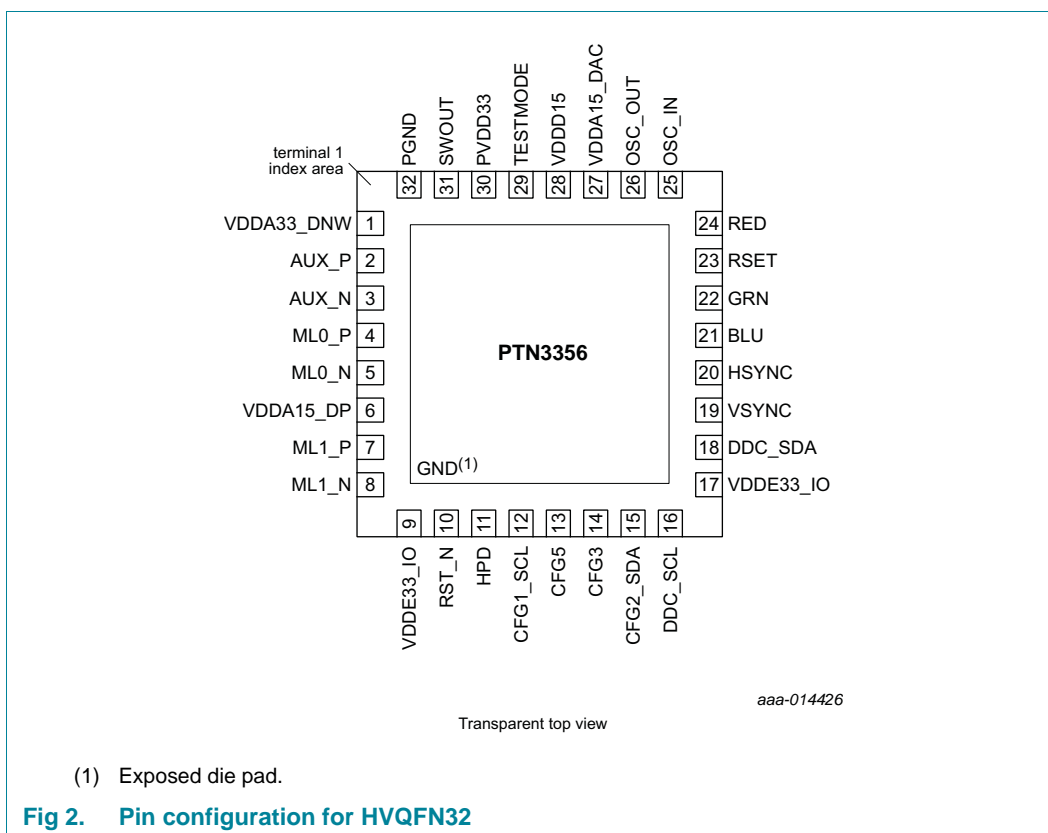 PGND
SWOUT
PVDD33
TESTMODE
VDDD15
VDDA15_DAC
OSC_OUT
OSC_IN
terminal 1
index area
32 31 30 29 28 27 26 25
VDDA33_DNW 1
AUX_P 2
AUX_N 3
ML0_P 4
ML0_N 5
VDDA15_DP 6
ML1_P 7
ML1_N 8
24 RED
23 RSET
22 GRN
21 BLU
20 HSYNC
19 VSYNC
18 DDC_SDA
17 VDDE33_IO
PTN3356
GND(1)
9 10 11 12 13 14 15 16
VDDE33_IO
RST_N
HPD
CFG1_SCL
CFG5
CFG3
CFG2_SDA
DDC_SCL
aaa-014426
Transparent top view
(1) Exposed die pad.
Fig 2. Pin configuration for HVQFN32